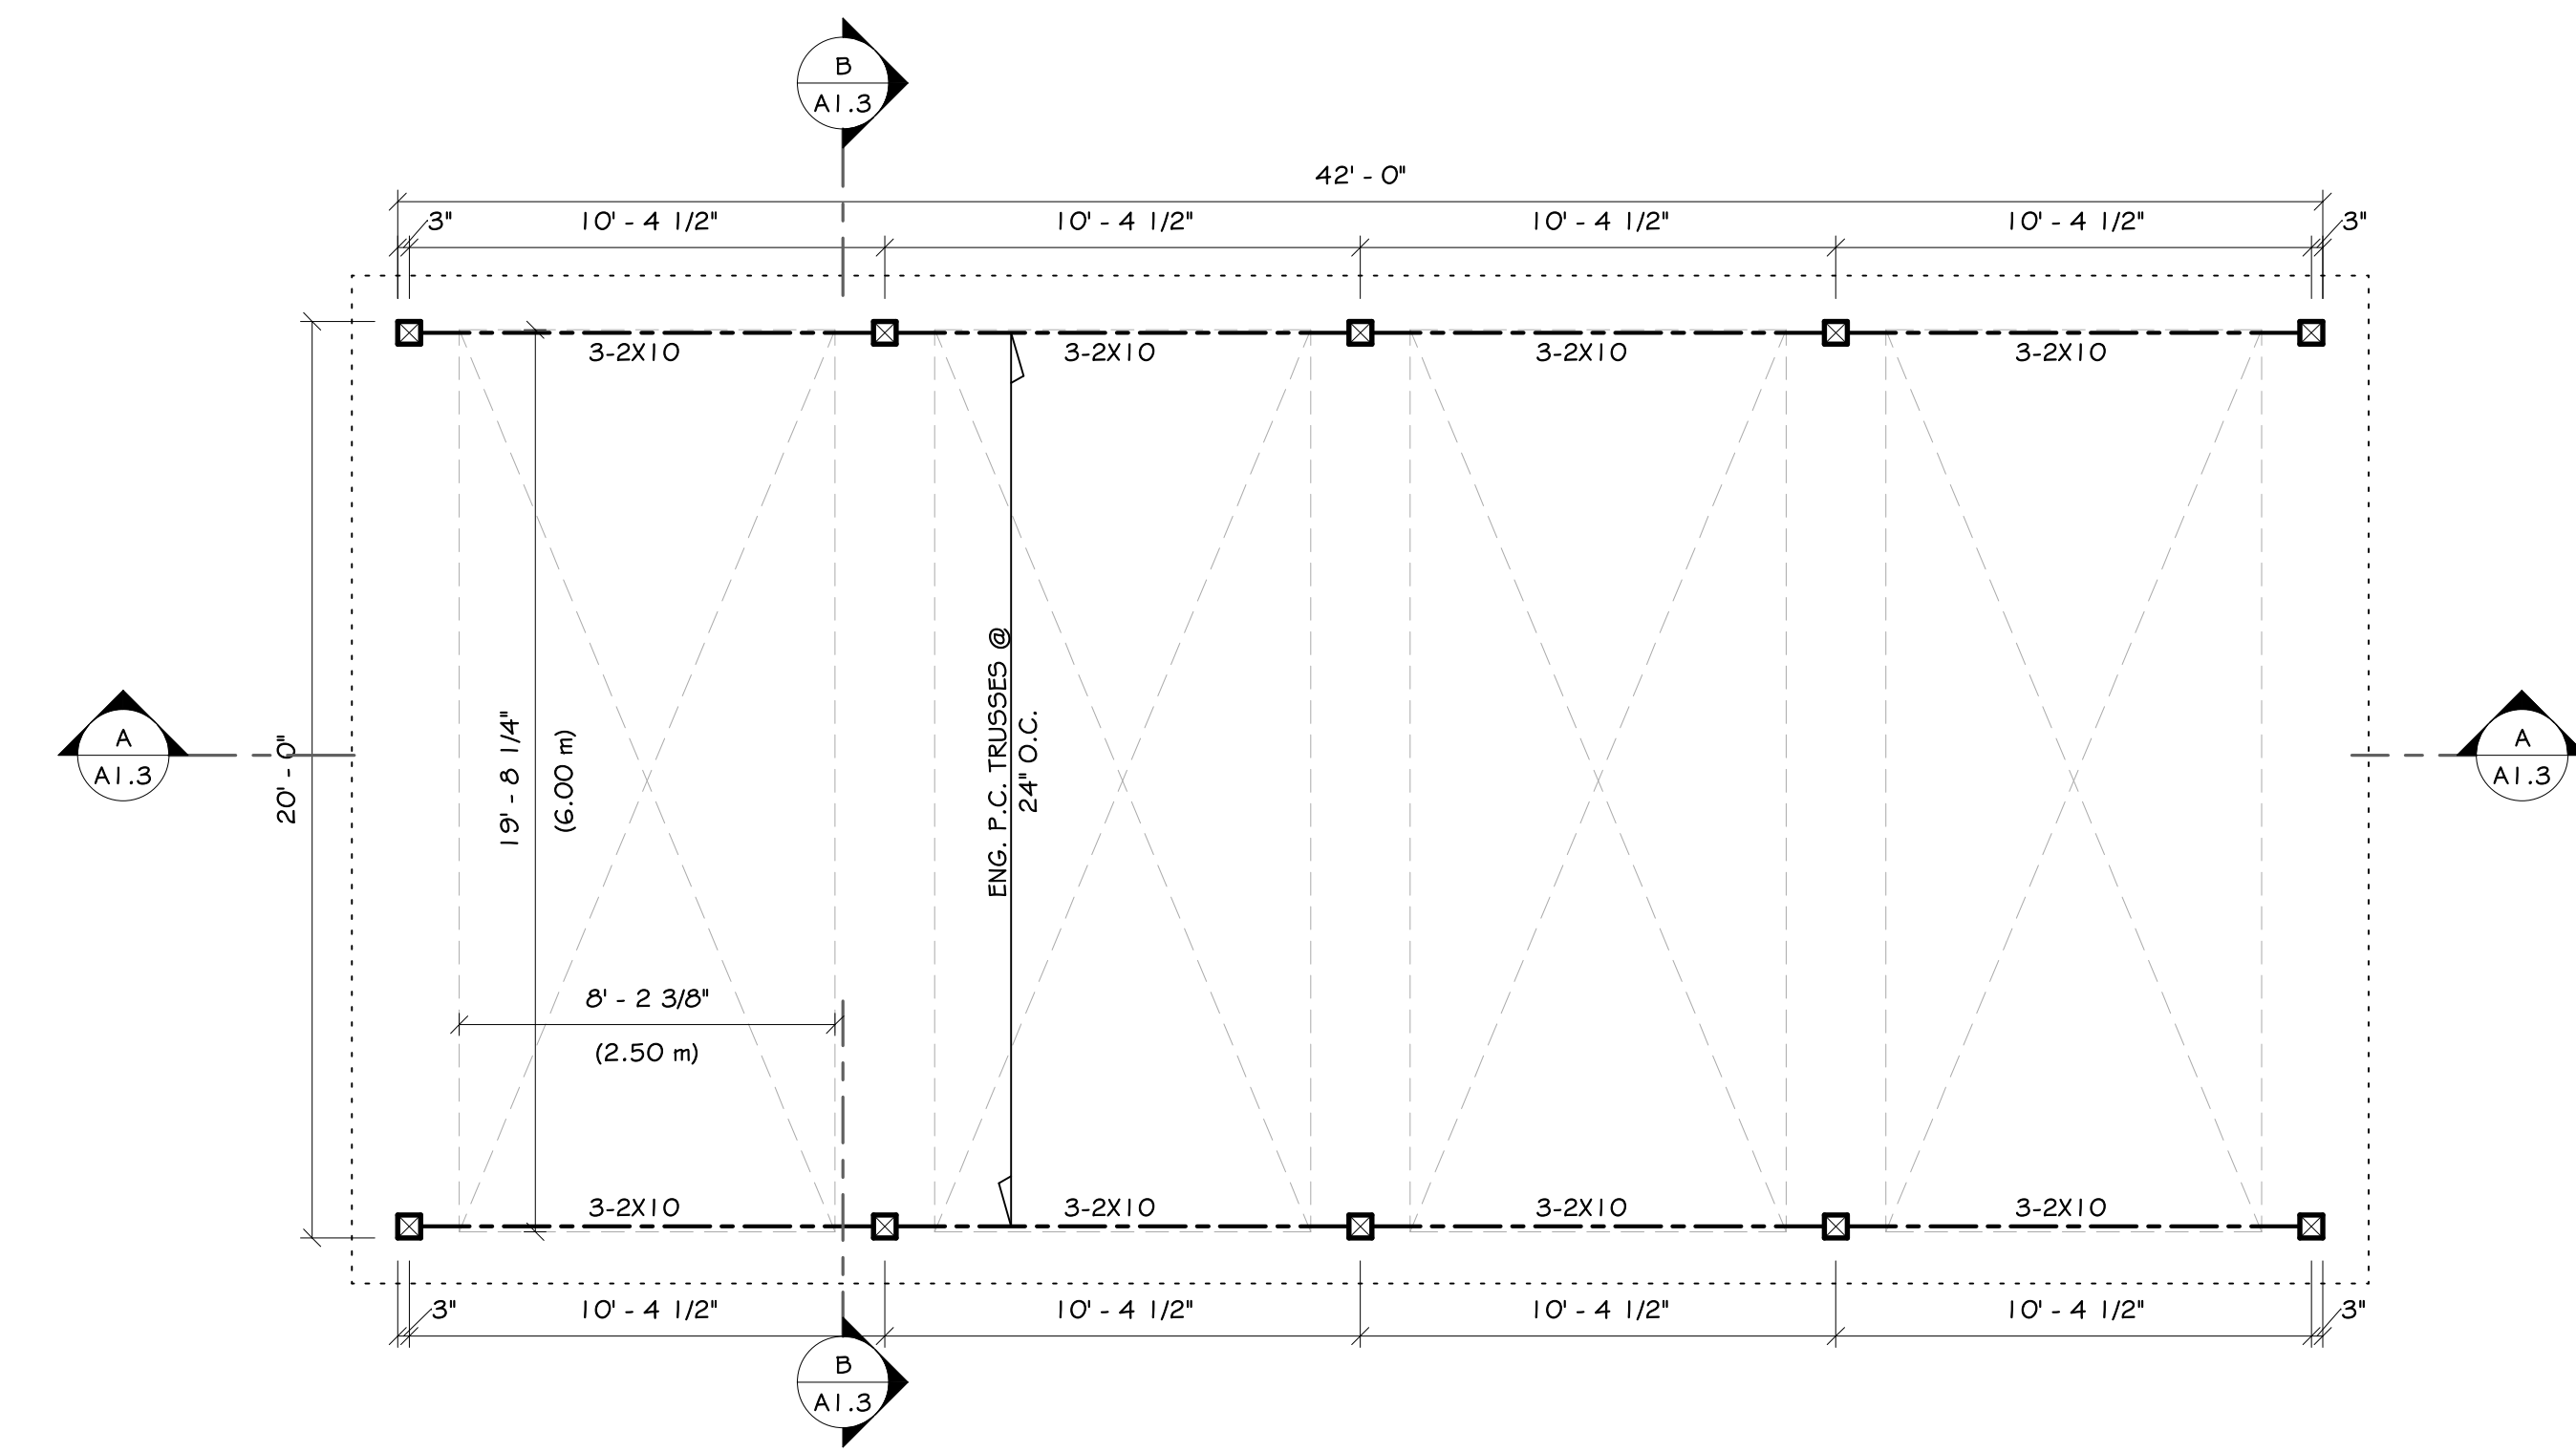 B
A1.3
42' - 0"
3"
10' - 4 1/2"
10' - 4 1/2"
10' - 4 1/2"
10' - 4 1/2"
3"
3-2X10
3-2X10
3-2X10
3-2X10
A
A1.3
20' - 0"
19' - 8 1/4"
(6.00 m)
ENG. P.C. TRUSSES @
24" O.C.
A
A1.3
8' - 2 3/8"
(2.50 m)
3-2X10
3-2X10
3-2X10
3-2X10
3"
10' - 4 1/2"
10' - 4 1/2"
10' - 4 1/2"
10' - 4 1/2"
3"
B
A1.3